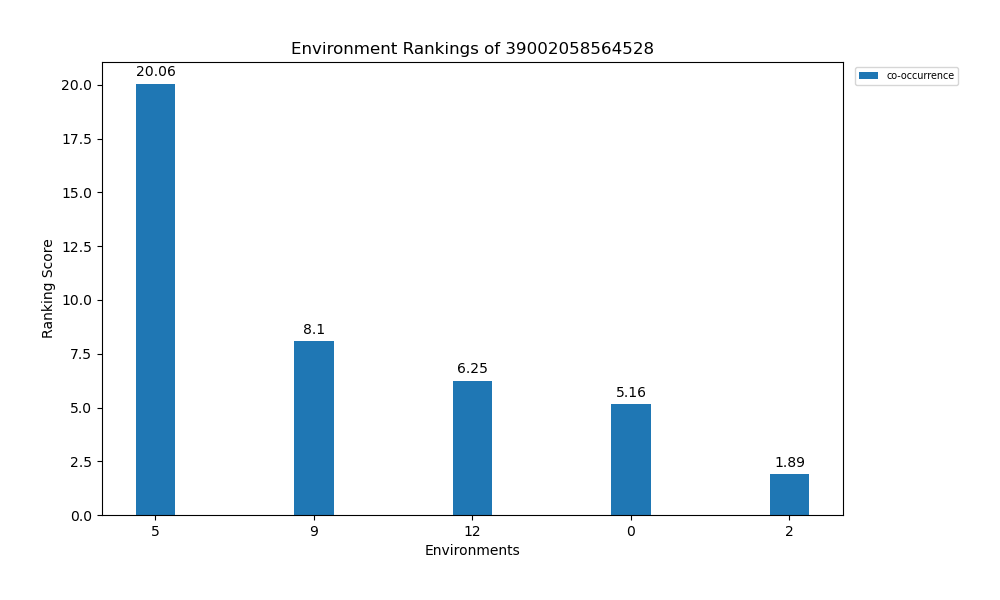 Environment Rankings of 39002058564528
co-occurrence
Ranking Score
20.0
17.5
15.0
12.5
10.0
7.5
5.0
2.5
0.0
20.06
8.1
6.25
5.16
1.89
5 9 12 0 2
Environments